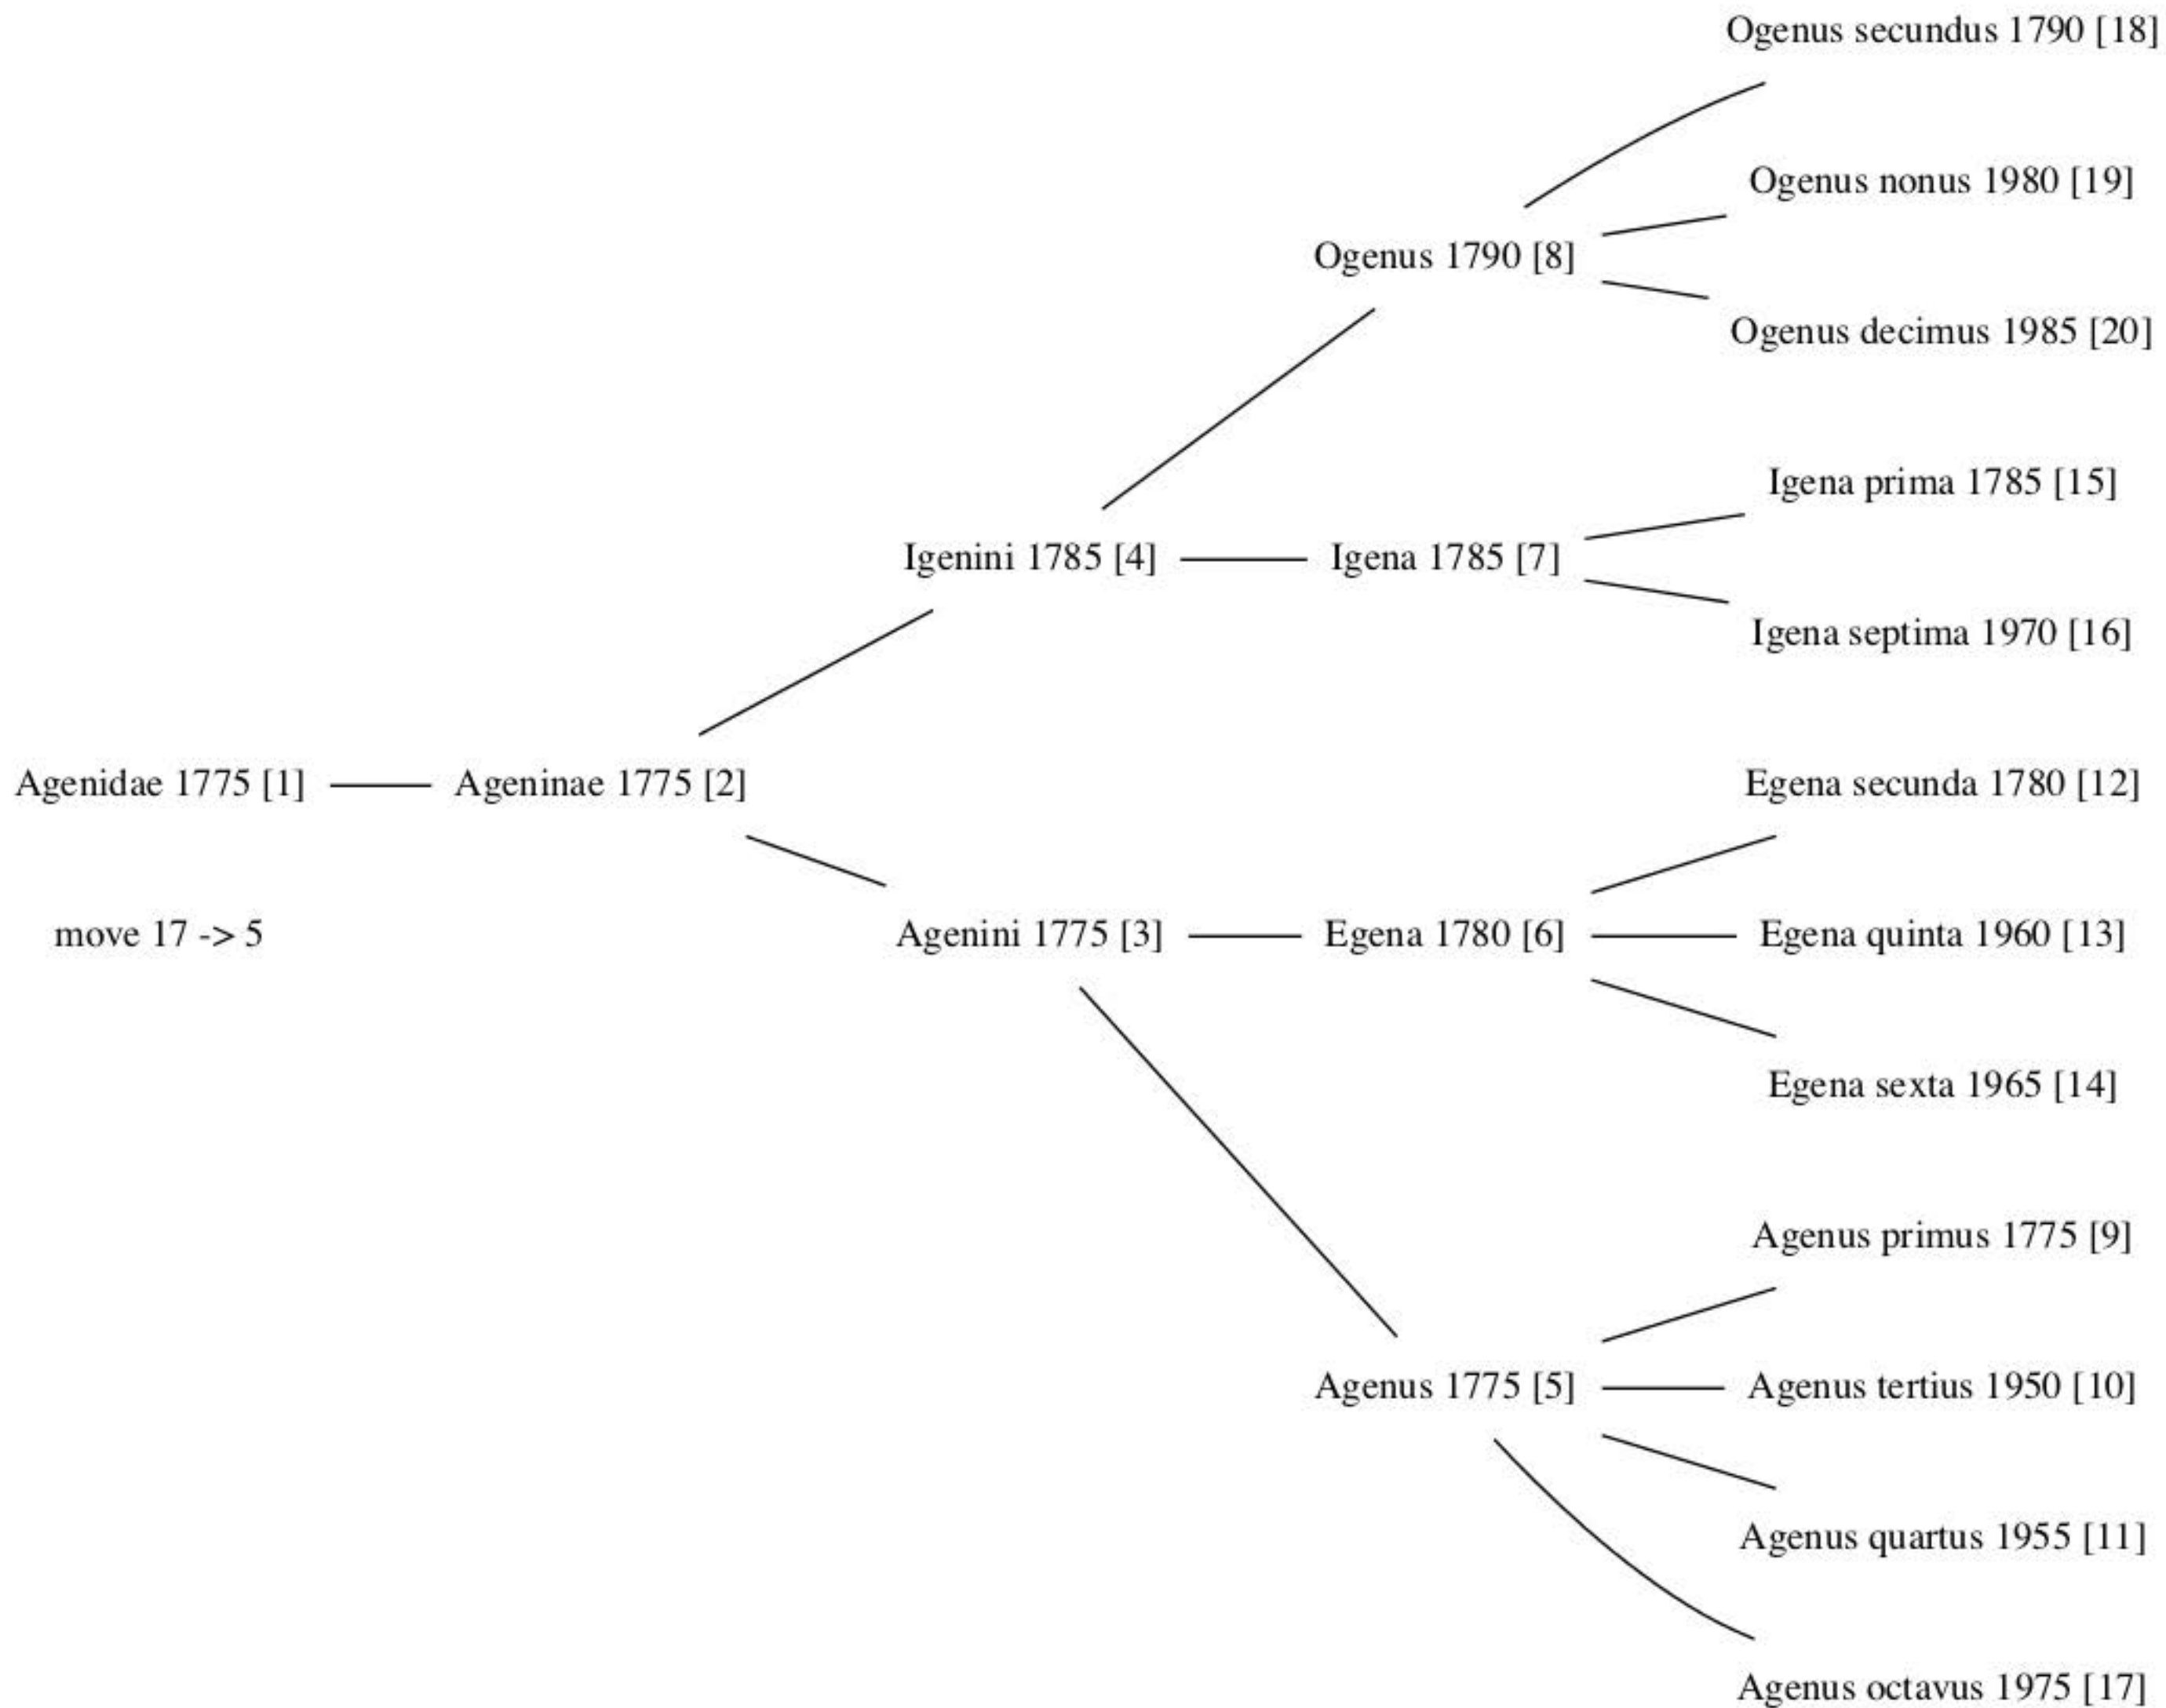 Ogenus secundus 1790 [18]
Ogenus nonus 1980 [19]
Ogenus 1790 [8]
Ogenus decimus 1985 [20]
Igena prima 1785 [15]
Igenini 1785 [4]
Igena 1785 [7]
Igena septima 1970 [16]
Agenidae 1775 [1]
Ageninae 1775 [2]
Egena secunda 1780 [12]
move 17 -> 5
Agenini 1775 [3]
Egena 1780 [6]
Egena quinta 1960 [13]
Egena sexta 1965 [14]
Agenus primus 1775 [9]
Agenus 1775 [5]
Agenus tertius 1950 [10]
Agenus quartus 1955 [11]
Agenus octavus 1975 [17]